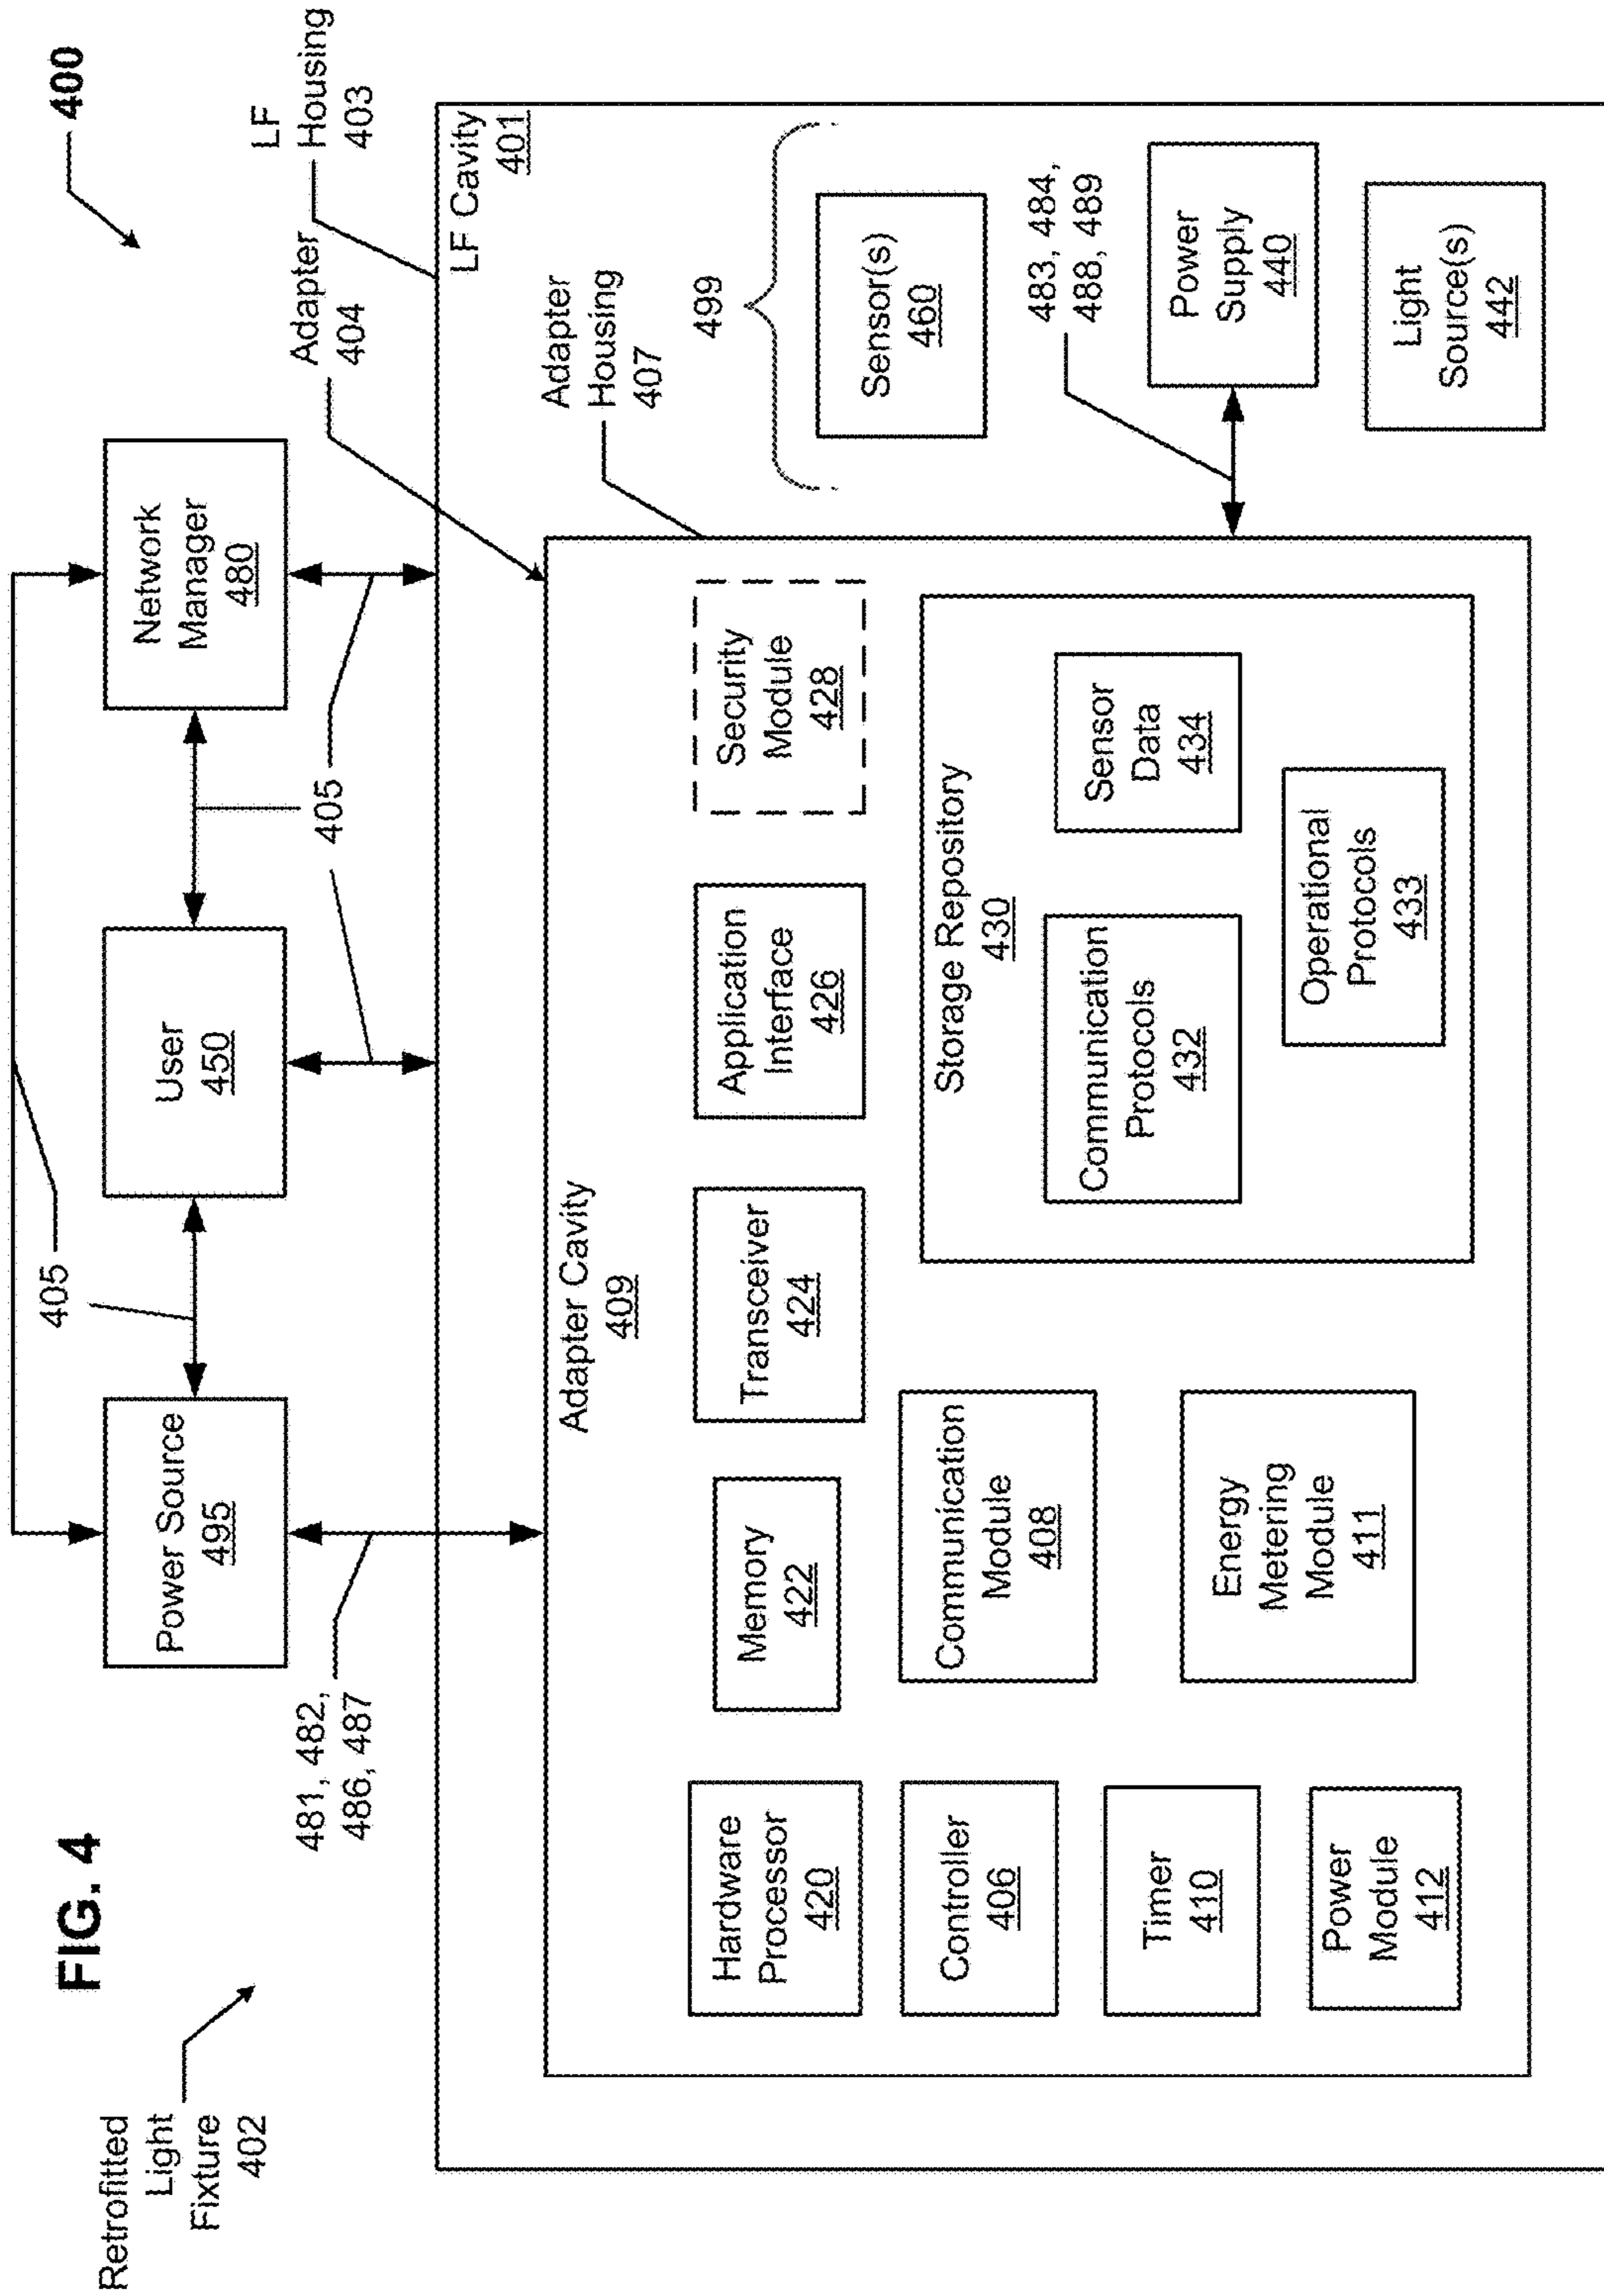 FIG. 4
400
Retrofitted
Light
Fixture
402
405
Power Source
495
User
450
Network
Manager
480
405
481, 482,
486, 487
Adapter
404
LF
Housing
403
LF Cavity
401
Adapter Cavity
409
Adapter
Housing
407
499
Hardware
Processor
420
Memory
422
Transceiver
424
Application
Interface
426
Security
Module
428
Sensor(s)
460
Controller
406
Communication
Module
408
Storage Repository
430
Communication
Protocols
432
Sensor
Data
434
Operational
Protocols
433
483, 484,
488, 489
Timer
410
Energy
Metering
Module
411
Power
Supply
440
Power
Module
412
Light
Source(s)
442